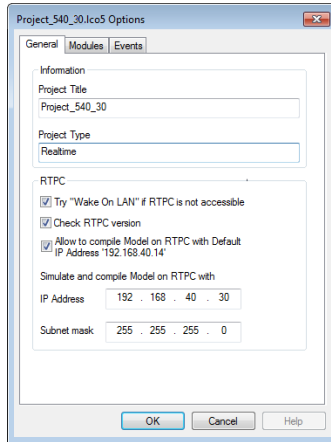 Project_540_30.Ico5 Options
General Modules Events
Information
Project Title
Project_540_30
Project Type
Realtime
RTPC
Try "Wake On LAN" if RTPC is not accessible
Check RTPC version
Allow to compile Model on RTPC with Default
IP Address '192.168.40.14'
Simulate and compile Model on RTPC with
IP Address 192 . 168 . 40 . 30
Subnet mask 255 . 255 . 255 . 0
OK Cancel Help